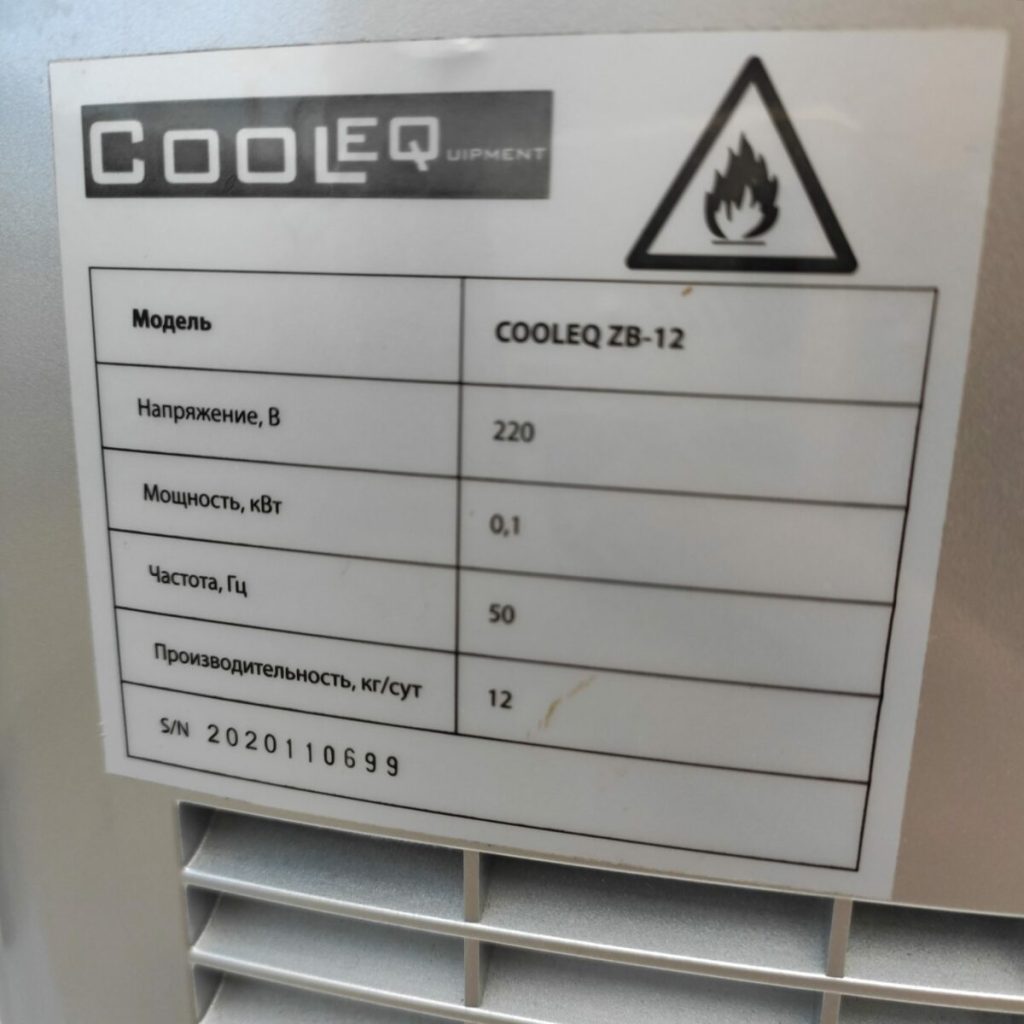 COOLEQUIPMENT
Модель COOLEQ ZB-12
Напряжение, В 220
Мощность, кВт 0,1
Частота, Гц 50
Производительность, кг/сут 12
S/N 2020110699